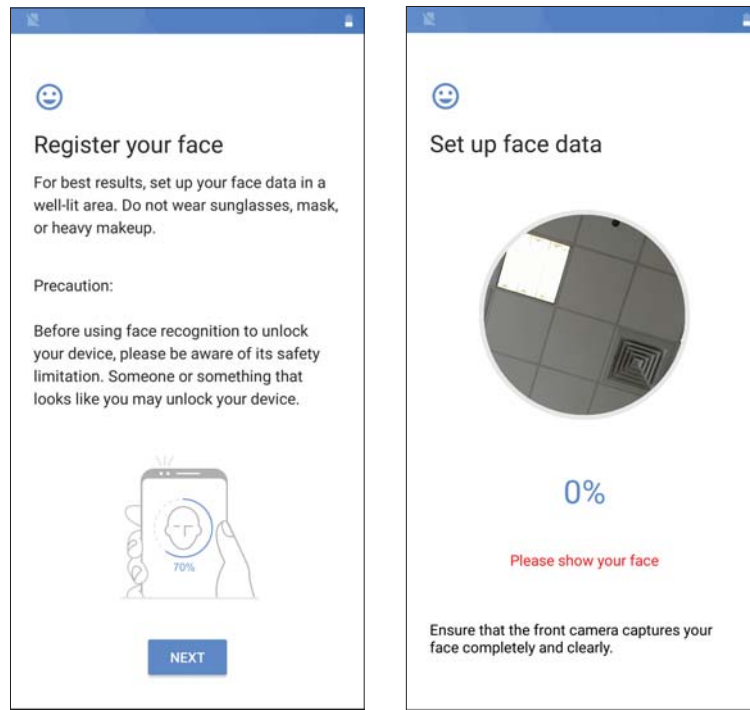 Register your face
For best results, set up your face data in a
well-lit area. Do not wear sunglasses, mask,
or heavy makeup.
Precaution:
Before using face recognition to unlock
your device, please be aware of its safety
limitation. Someone or something that
looks like you may unlock your device.
70%
NEXT
Set up face data
0%
Please show your face
Ensure that the front camera captures your
face completely and clearly.